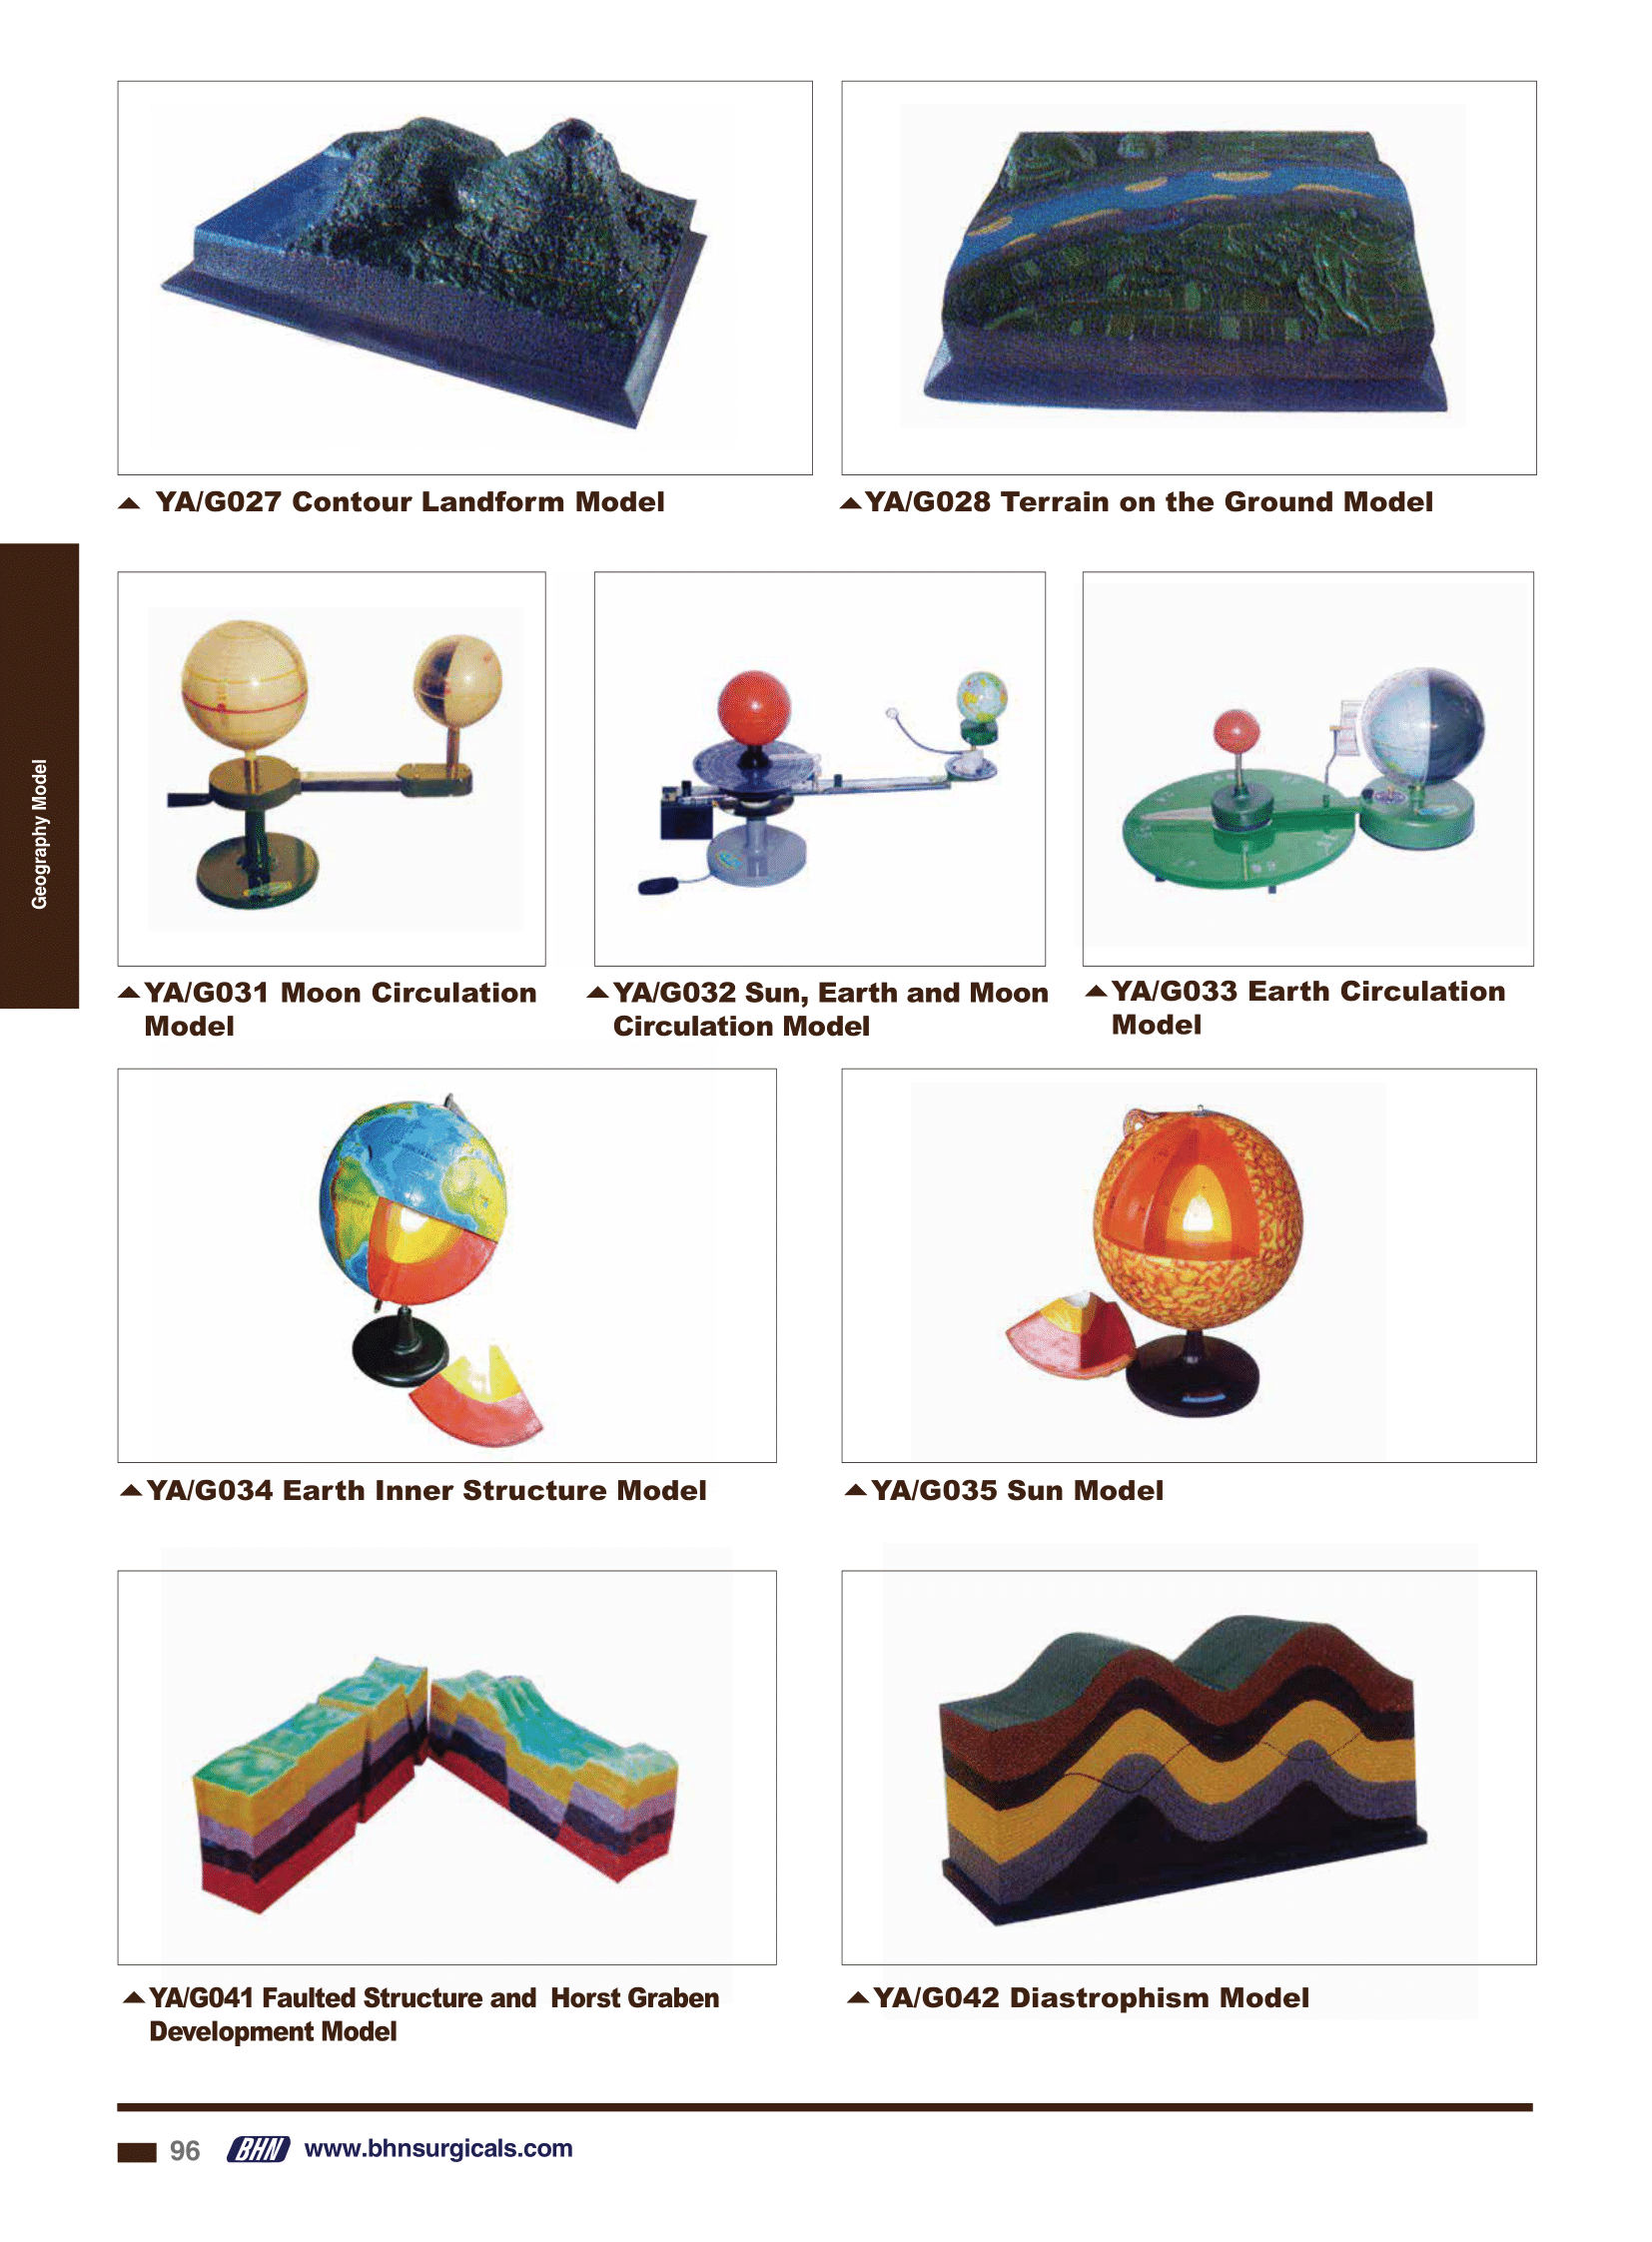 YA/G027 Contour Landform Model
YA/G028 Terrain on the Ground Model
Geography Model
YA/G031 Moon Circulation
Model
YA/G032 Sun, Earth and Moon
Circulation Model
YA/G033 Earth Circulation
Model
YA/G034 Earth Inner Structure Model
YA/G035 Sun Model
YA/G041 Faulted Structure and Horst Graben
Development Model
YA/G042 Diastrophism Model
96
BHN
www.bhnsurgicals.com